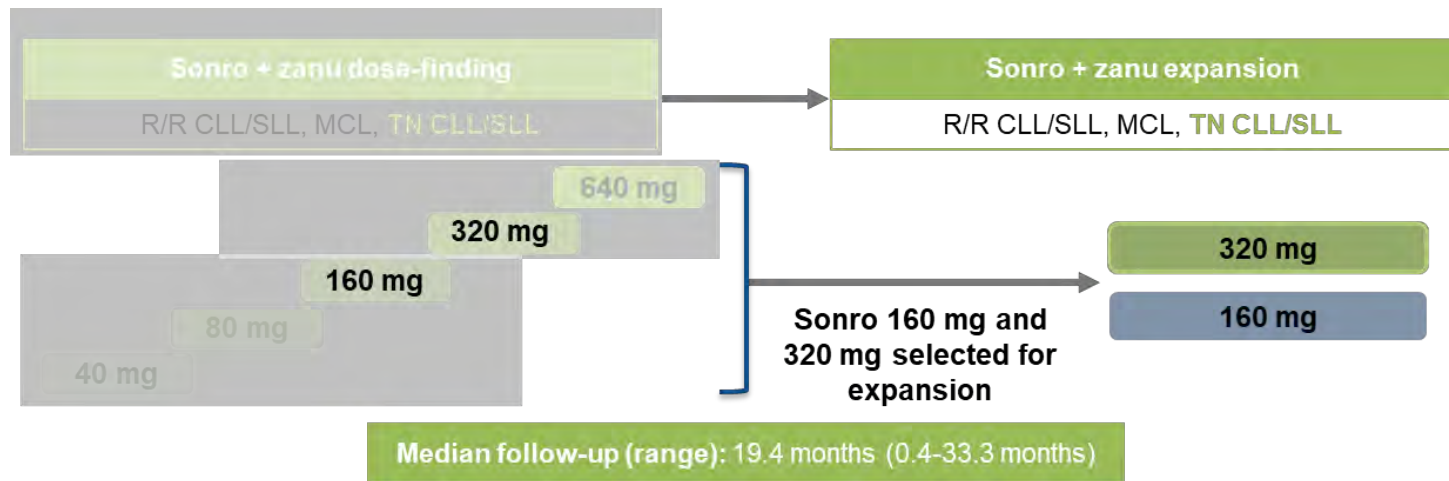 Sonro + zanu dose-finding
R/R CLL/SLL, MCL, TN CLL/SLL
Sonro + zanu expansion
R/R CLL/SLL, MCL, TN CLL/SLL
640 mg
320 mg
160 mg
80 mg
40 mg
Sonro 160 mg and
320 mg selected for
expansion
320 mg
160 mg
Median follow-up (range): 19.4 months (0.4-33.3 months)